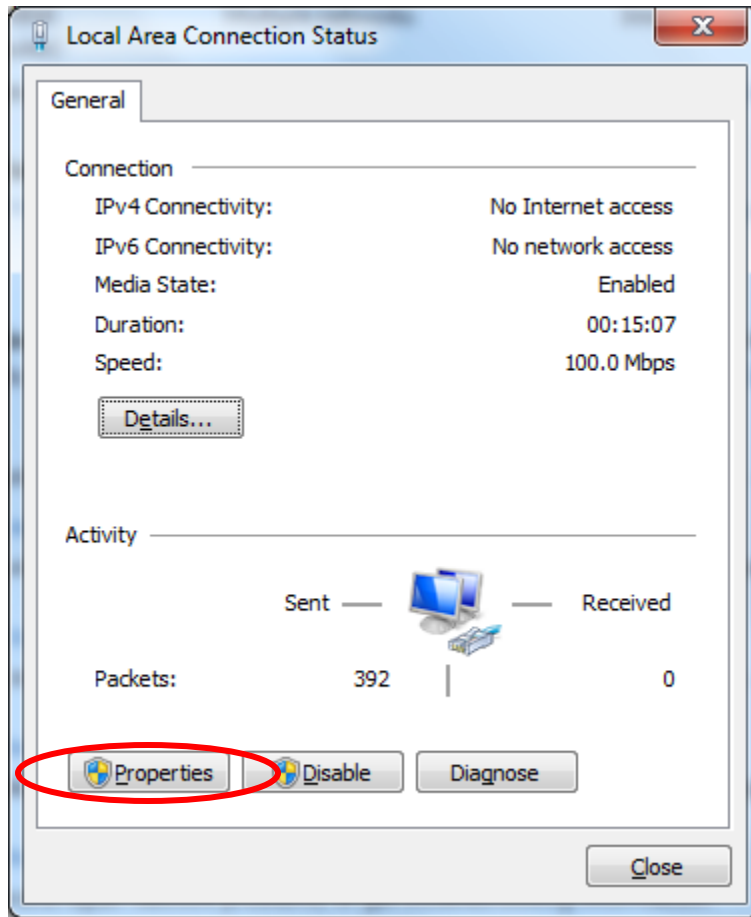 Local Area Connection Status
General
Connection
IPv4 Connectivity: No Internet access
IPv6 Connectivity: No network access
Media State: Enabled
Duration: 00:15:07
Speed: 100.0 Mbps
Details...
Activity
Sent Received
Packets: 392 0
Properties Disable Diagnose
Close